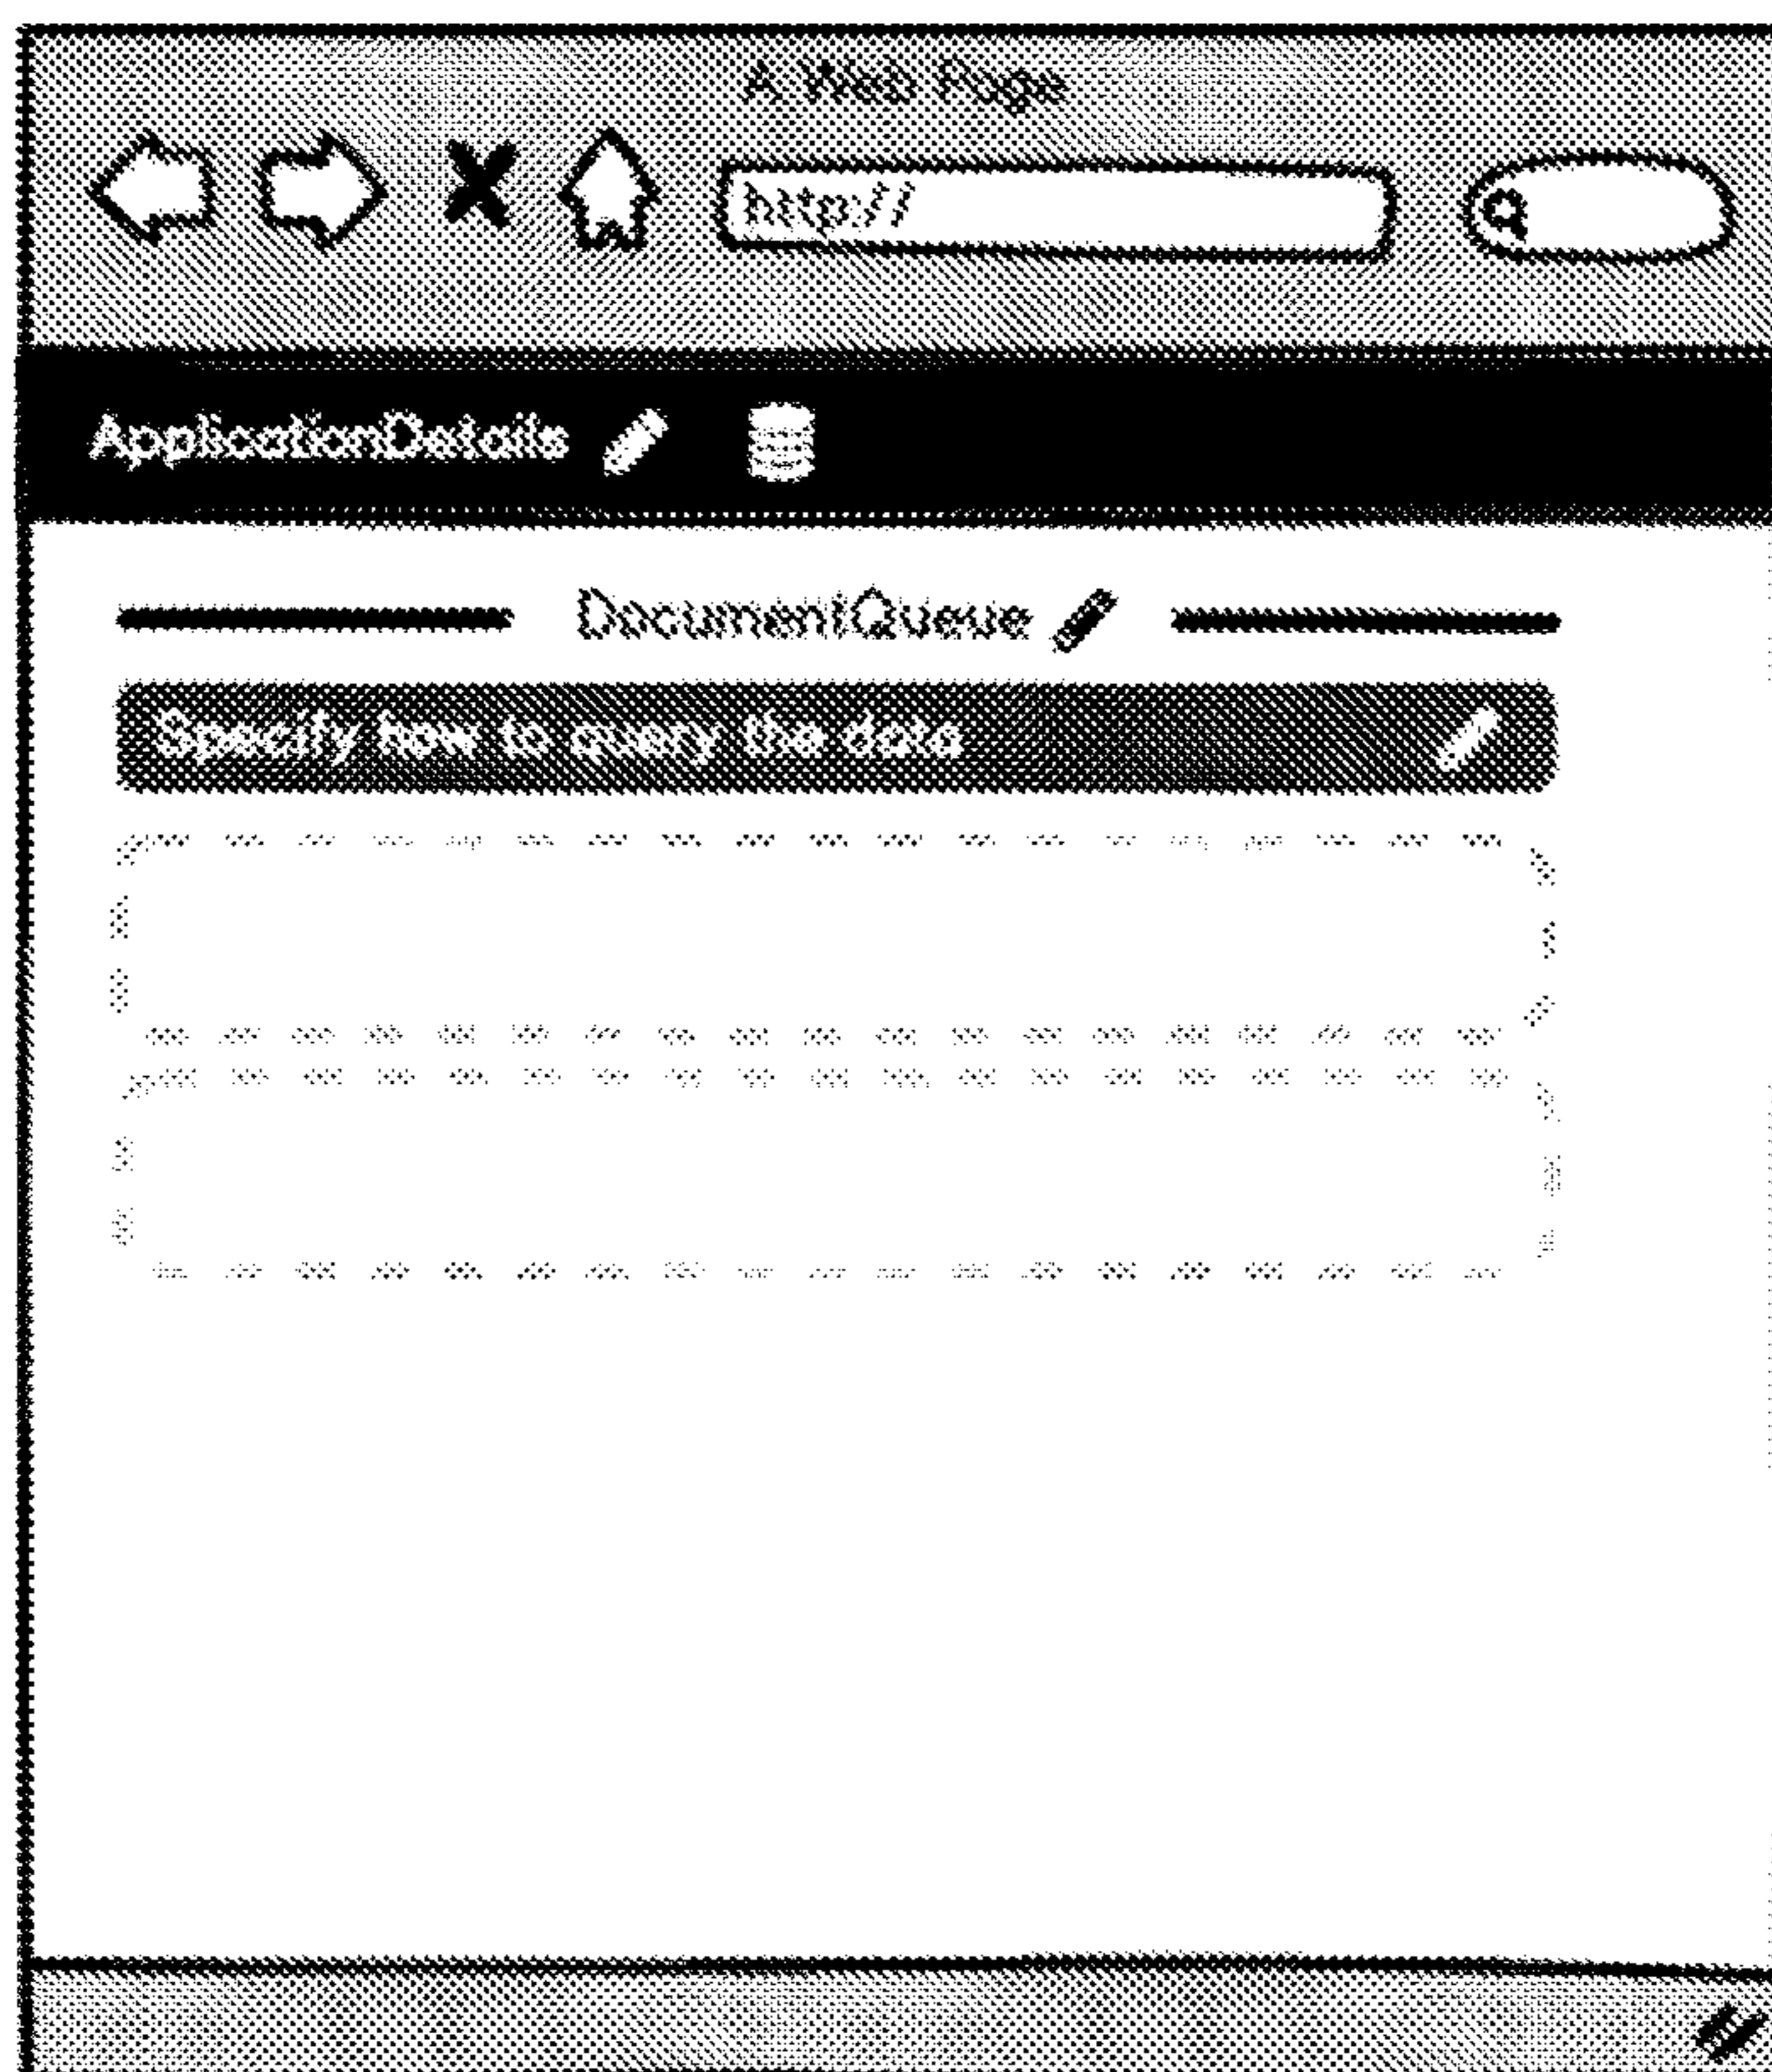 A Web Page
http://
ApplicationDetails
DocumentQueue
Specify how to query the data